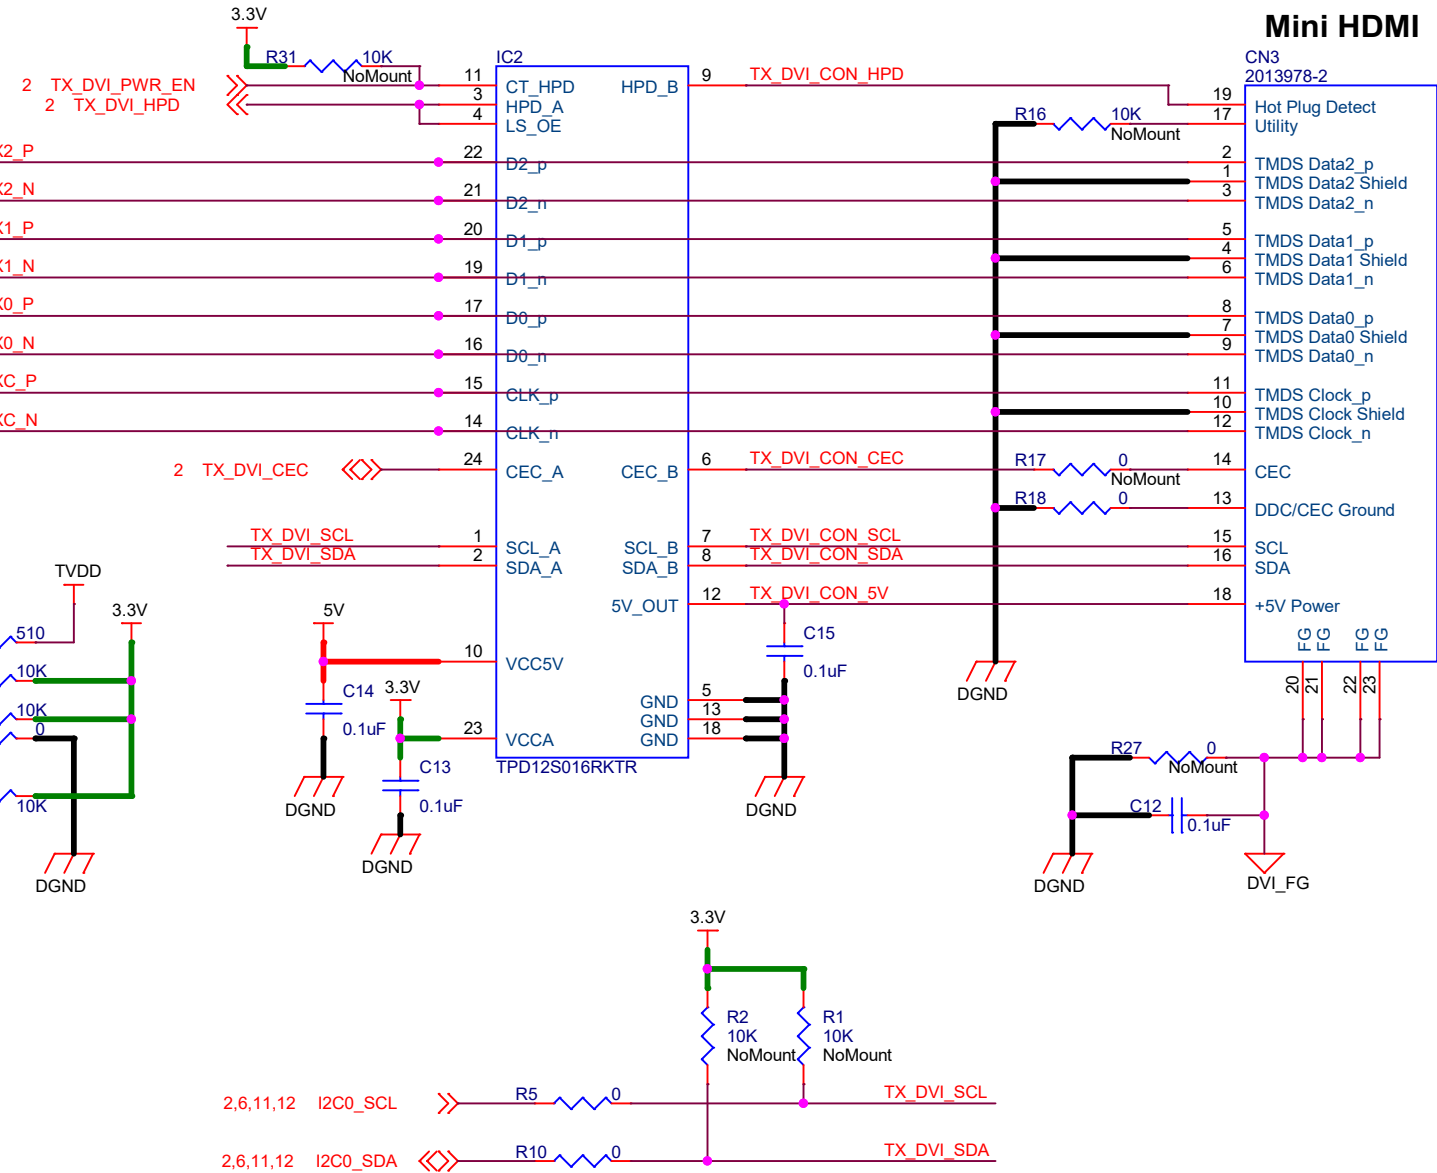 Mini HDMI
3.3V
R31 10K
NoMount
IC2
CN3
2013978-2
2 TX_DVI_PWR_EN
2 TX_DVI_HPD
11 CT_HPD
3 HPD_A
4 LS_OE
HPD_B 9 TX_DVI_CON_HPD
19 Hot Plug Detect
R16 10K
NoMount
17 Utility
X2_P 22 D2_p
2 TMDS Data2_p
1 TMDS Data2 Shield
X2_N 21 D2_n
3 TMDS Data2_n
X1_P 20 D1_p
5 TMDS Data1_p
4 TMDS Data1 Shield
X1_N 19 D1_n
6 TMDS Data1_n
X0_P 17 D0_p
8 TMDS Data0_p
7 TMDS Data0 Shield
X0_N 16 D0_n
9 TMDS Data0_n
XC_P 15 CLK_p
11 TMDS Clock_p
10 TMDS Clock Shield
XC_N 14 CLK_n
12 TMDS Clock_n
2 TX_DVI_CEC 24 CEC_A
CEC_B 6 TX_DVI_CON_CEC
R17 0
NoMount
14 CEC
R18 0
13 DDC/CEC Ground
TX_DVI_SCL 1 SCL_A
TX_DVI_SDA 2 SDA_A
SCL_B 7 TX_DVI_CON_SCL
SDA_B 8 TX_DVI_CON_SDA
15 SCL
16 SDA
5V_OUT 12 TX_DVI_CON_5V
18 +5V Power
TVDD
510
3.3V
10K
10K
0
10K
DGND
5V
10 VCC5V
C14
0.1uF
DGND
3.3V
23 VCCA
C13
0.1uF
DGND
GND 5
GND 13
GND 18
TPD12S016RKTR
C15
0.1uF
DGND
DGND
FG FG FG FG
20 21 22 23
R27 0
NoMount
C12
0.1uF
DGND
DVI_FG
3.3V
R2
10K
NoMount
R1
10K
NoMount
2,6,11,12 I2C0_SCL R5 0 TX_DVI_SCL
2,6,11,12 I2C0_SDA R10 0 TX_DVI_SDA